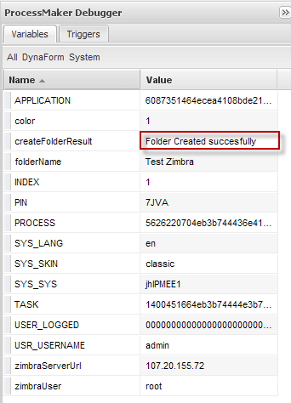 ProcessMaker Debugger
Variables Triggers
All DynaForm System
Name Value
APPLICATION 6087351464ecea4108bde21...
color 1
createFolderResult Folder Created succesfully
folderName Test Zimbra
INDEX 1
PIN 7JVA
PROCESS 5626220704eb3b744436e41...
SYS_LANG en
SYS_SKIN classic
SYS_SYS jhlPMEE1
TASK 1400451664eb3b74444e3b7...
USER_LOGGED 00000000000000000000000...
USR_USERNAME admin
zimbraServerUrl 107.20.155.72
zimbraUser root